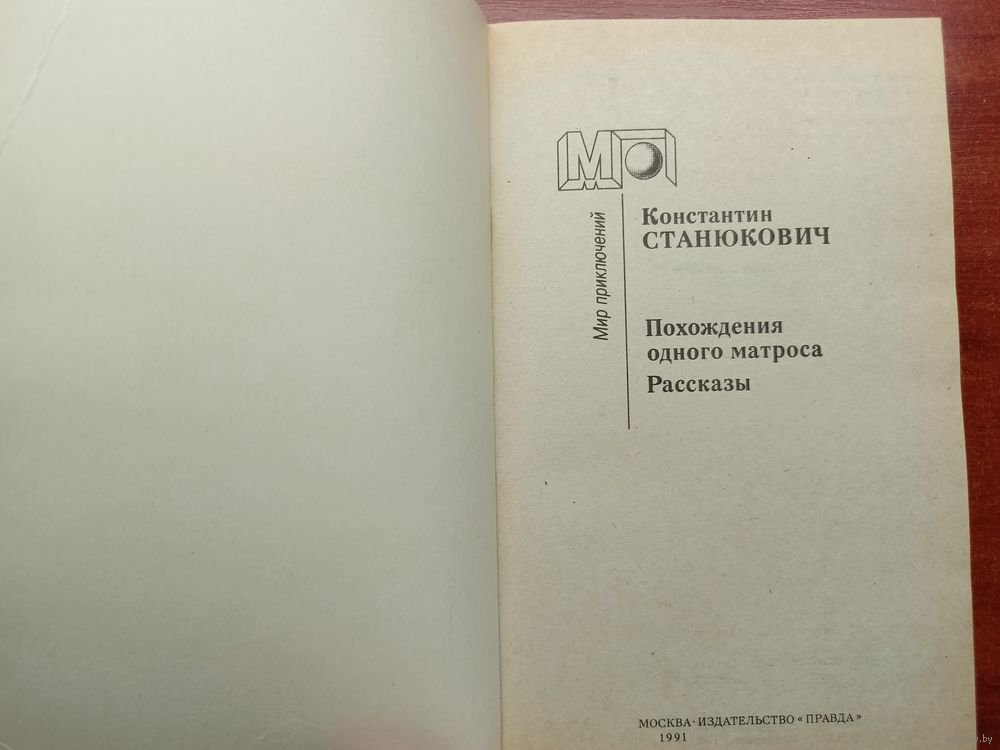 МП
Мир приключений
Константин
СТАНЮКОВИЧ
Похождения
одного матроса
Рассказы
МОСКВА·ИЗДАТЕЛЬСТВО «ПРАВДА»
1991